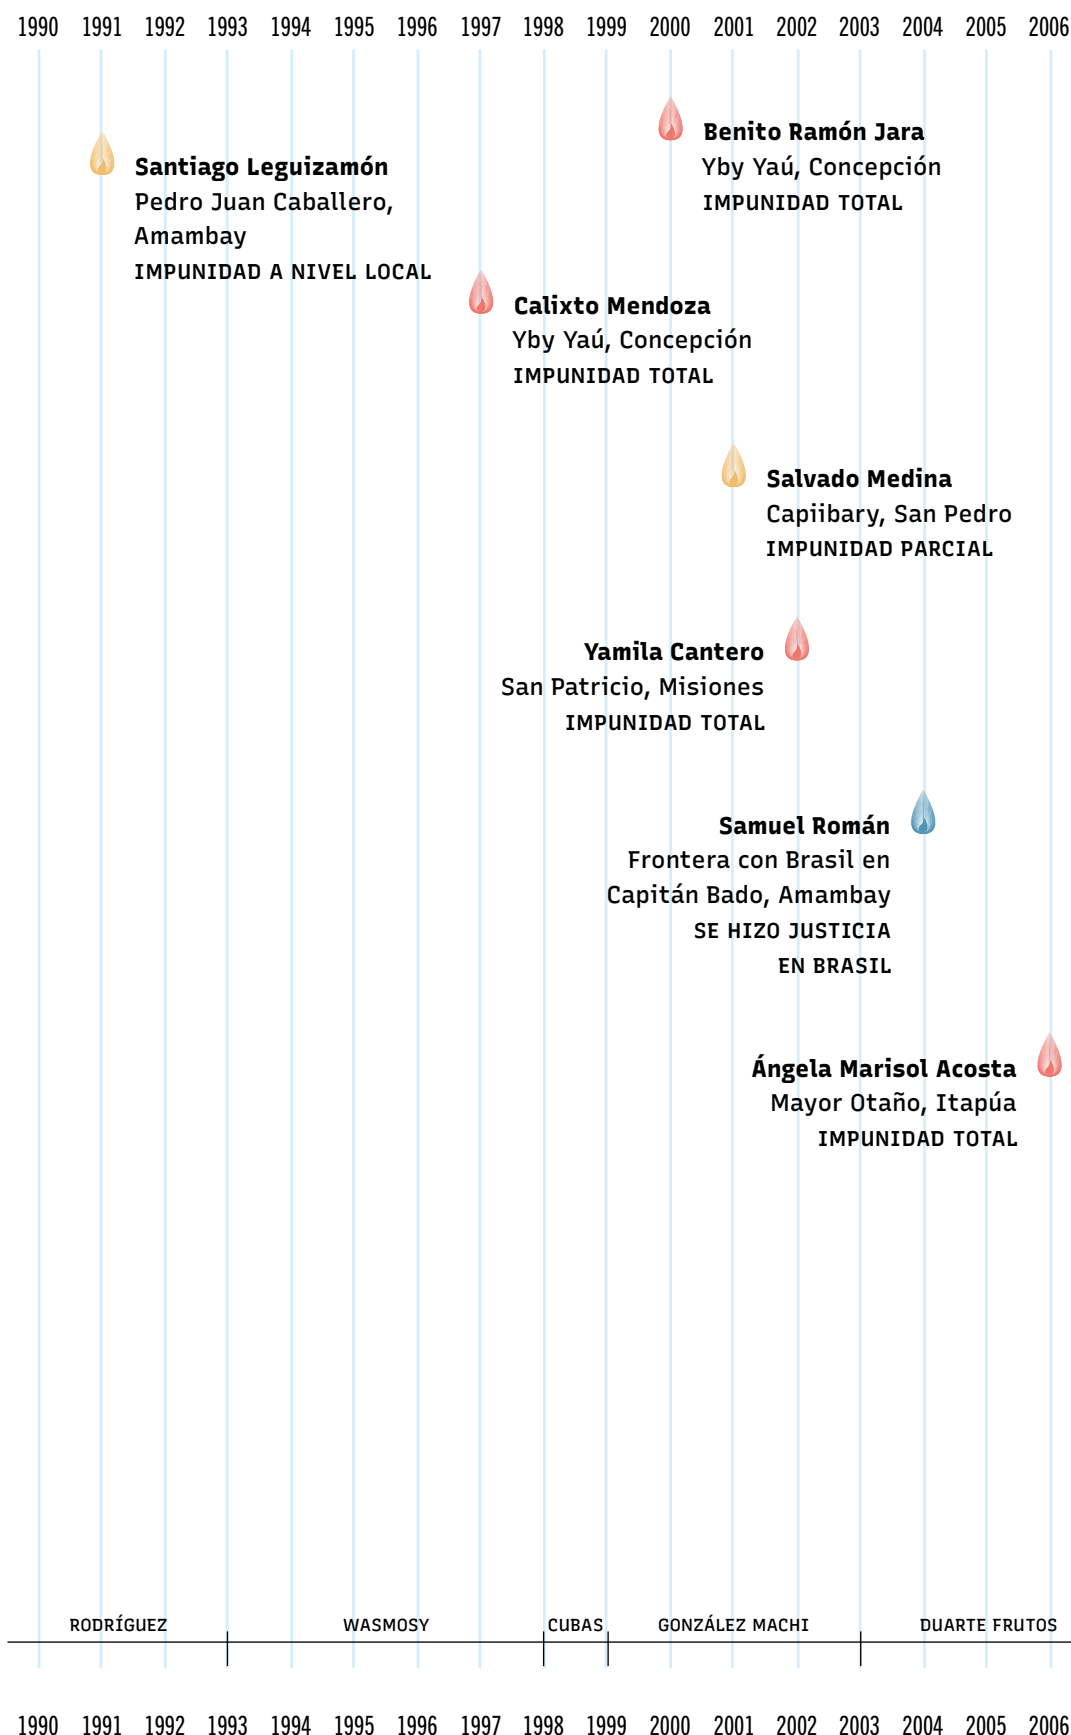 1990 1991 1992 1993 1994 1995 1996 1997 1998 1999 2000 2001 2002 2003 2004 2005 2006
Benito Ramón Jara
Yby Yaú, Concepción
IMPUNIDAD TOTAL
Santiago Leguizamón
Pedro Juan Caballero,
Amambay
IMPUNIDAD A NIVEL LOCAL
Calixto Mendoza
Yby Yaú, Concepción
IMPUNIDAD TOTAL
Salvado Medina
Capiibary, San Pedro
IMPUNIDAD PARCIAL
Yamila Cantero
San Patricio, Misiones
IMPUNIDAD TOTAL
Samuel Román
Frontera con Brasil en
Capitán Bado, Amambay
SE HIZO JUSTICIA
EN BRASIL
Ángela Marisol Acosta
Mayor Otaño, Itapúa
IMPUNIDAD TOTAL
RODRÍGUEZ WASMOSY CUBAS GONZÁLEZ MACHI DUARTE FRUTOS
1990 1991 1992 1993 1994 1995 1996 1997 1998 1999 2000 2001 2002 2003 2004 2005 2006